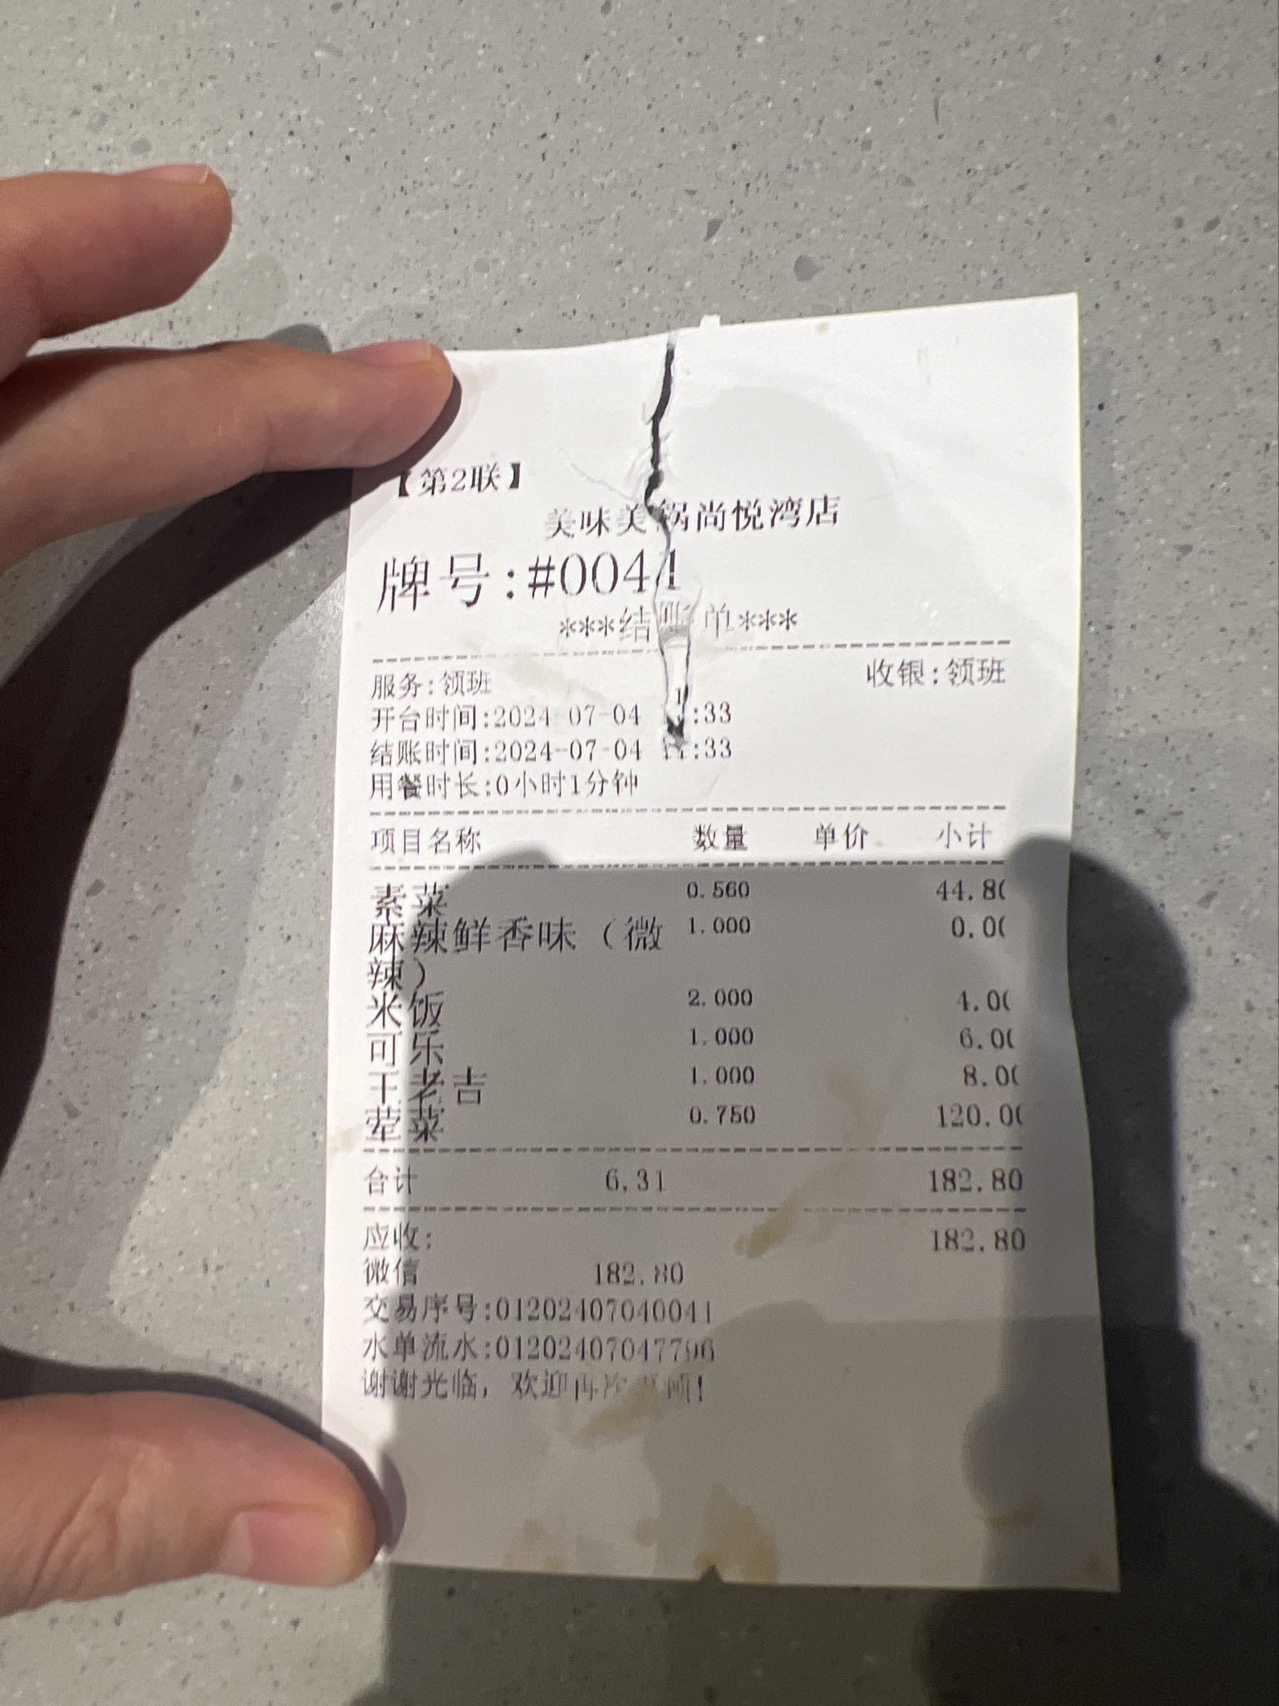 【第2联】
美味美锅尚悦湾店
牌号:#0041
***结账单***
服务:领班 收银:领班
开台时间:2024-07-04 :33
结账时间:2024-07-04 :33
用餐时长:0小时1分钟
项目名称 数量 单价 小计
素菜 0.560 44.80
麻辣鲜香味（微 1.000 0.00
辣）
米饭 2.000 4.00
可乐 1.000 6.00
王老吉 1.000 8.00
荤菜 0.750 120.00
合计 6.31 182.80
应收: 182.80
微信 182.80
交易序号:01202407040041
水单流水:01202407047796
谢谢光临，欢迎再次惠顾!